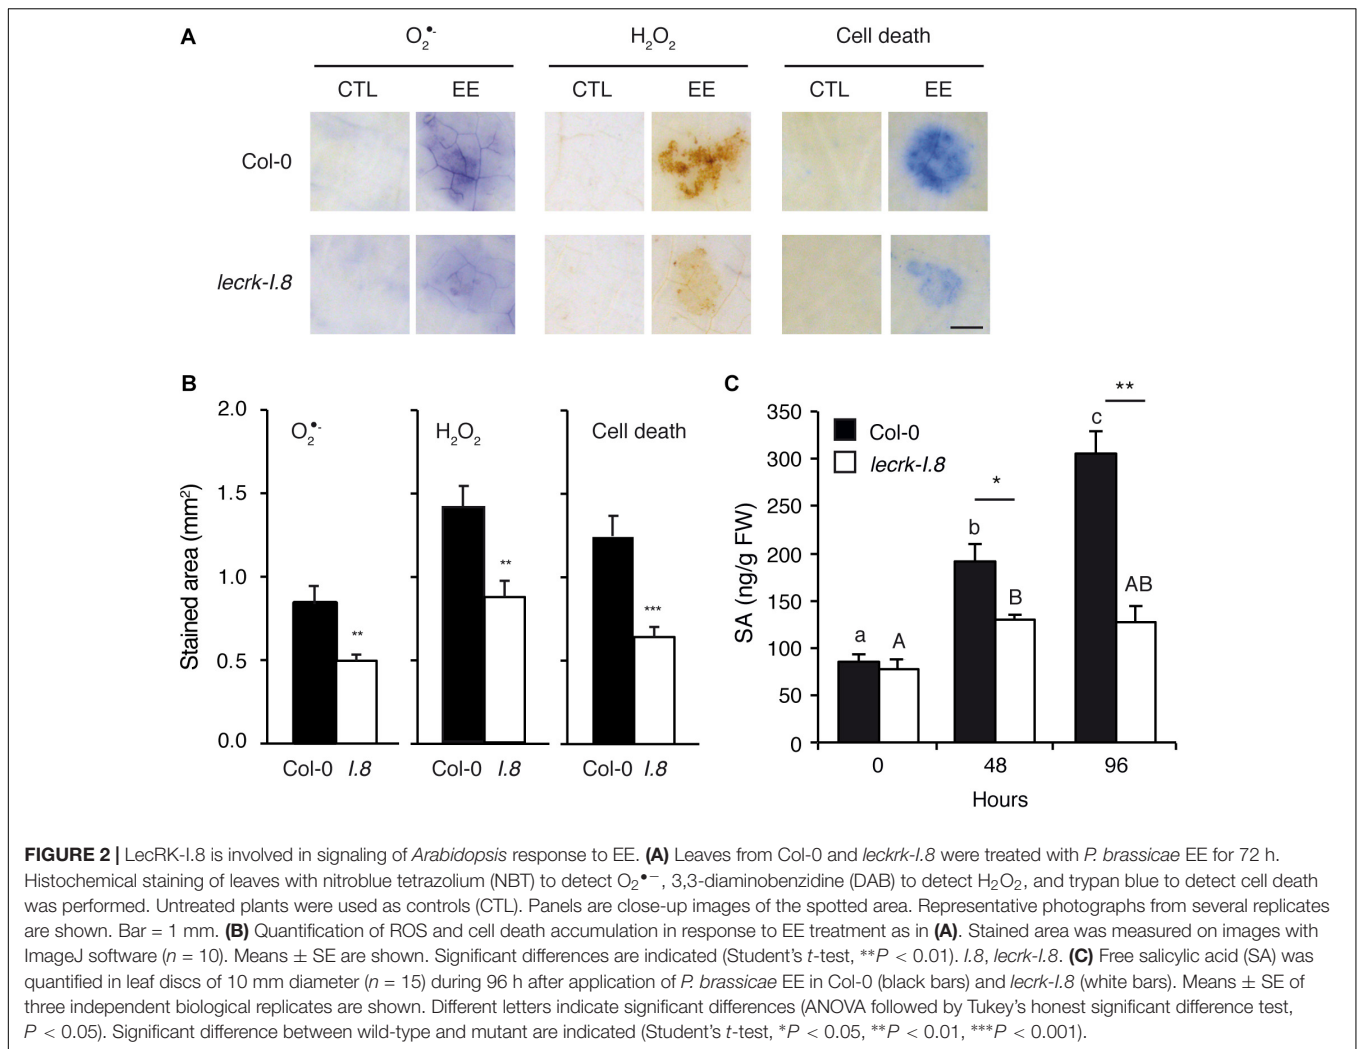 A
O₂•- H₂O₂ Cell death
CTL EE CTL EE CTL EE
Col-0
lecrk-I.8
B
Stained area (mm²)
2.0
1.5
1.0
0.5
0.0
O₂•- H₂O₂ Cell death
** ** ***
Col-0 I.8 Col-0 I.8 Col-0 I.8
C
SA (ng/g FW)
350
300
250
200
150
100
50
0
Col-0
lecrk-I.8
a A b B c AB
* **
0 48 96
Hours
FIGURE 2 | LecRK-I.8 is involved in signaling of Arabidopsis response to EE. (A) Leaves from Col-0 and leckrk-I.8 were treated with P. brassicae EE for 72 h.
Histochemical staining of leaves with nitroblue tetrazolium (NBT) to detect O₂•−, 3,3-diaminobenzidine (DAB) to detect H₂O₂, and trypan blue to detect cell death
was performed. Untreated plants were used as controls (CTL). Panels are close-up images of the spotted area. Representative photographs from several replicates
are shown. Bar = 1 mm. (B) Quantification of ROS and cell death accumulation in response to EE treatment as in (A). Stained area was measured on images with
ImageJ software (n = 10). Means ± SE are shown. Significant differences are indicated (Student's t-test, **P < 0.01). I.8, lecrk-I.8. (C) Free salicylic acid (SA) was
quantified in leaf discs of 10 mm diameter (n = 15) during 96 h after application of P. brassicae EE in Col-0 (black bars) and lecrk-I.8 (white bars). Means ± SE of
three independent biological replicates are shown. Different letters indicate significant differences (ANOVA followed by Tukey's honest significant difference test,
P < 0.05). Significant difference between wild-type and mutant are indicated (Student's t-test, *P < 0.05, **P < 0.01, ***P < 0.001).